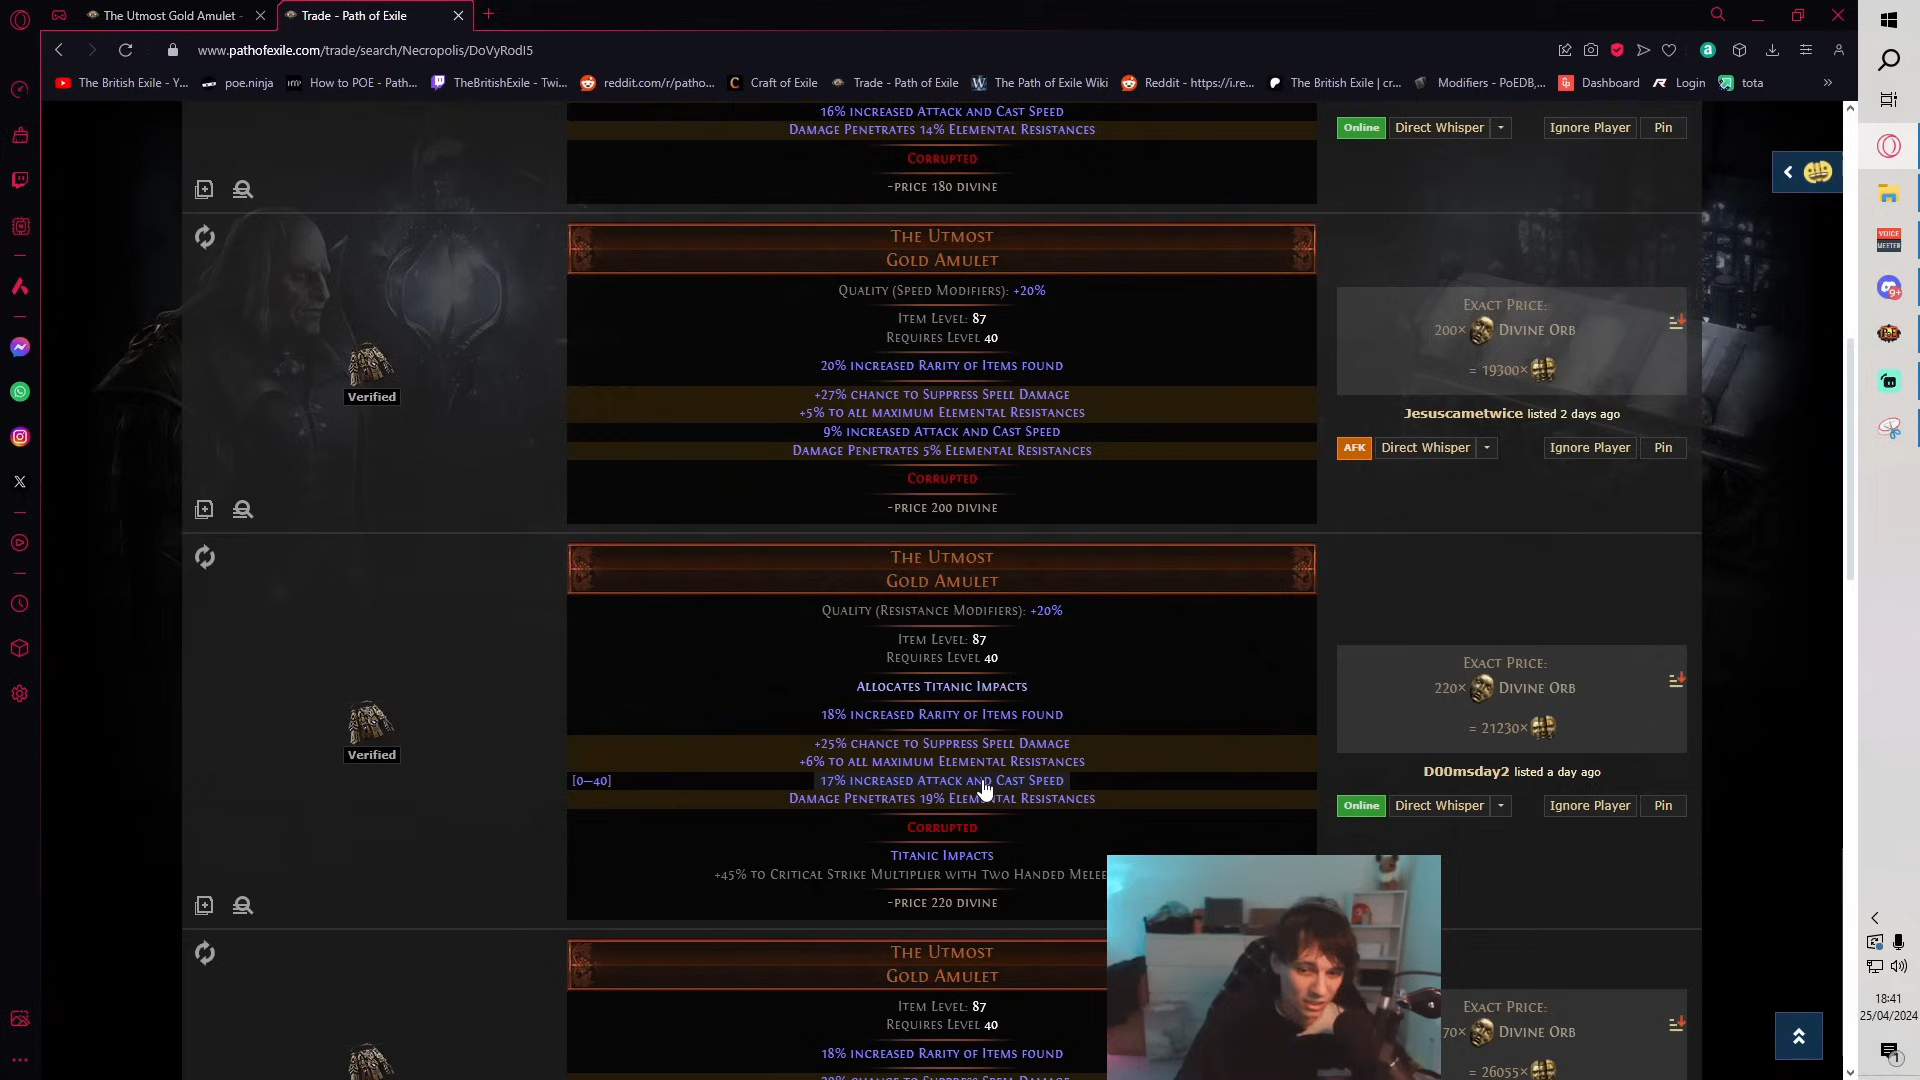 The Utmost Gold Amulet -
Trade - Path of Exile
www.pathofexile.com/trade/search/Necropolis/DoVyRodI5
The British Exile - Y...
poe.ninja
How to POE - Path...
TheBritishExile - Twi...
reddit.com/r/patho...
Craft of Exile
Trade - Path of Exile
The Path of Exile Wiki
Reddit - https://i.re...
The British Exile | cr...
Modifiers - PoEDB,...
Dashboard
Login
tota
16% increased Attack and Cast Speed
Damage Penetrates 14% Elemental Resistances
Corrupted
~price 180 divine
Online
Direct Whisper
Ignore Player
Pin
The Utmost
Gold Amulet
Quality (Speed Modifiers): +20%
Item Level: 87
Requires Level 40
20% increased Rarity of Items found
+27% chance to Suppress Spell Damage
+5% to all maximum Elemental Resistances
9% increased Attack and Cast Speed
Damage Penetrates 5% Elemental Resistances
Corrupted
~price 200 divine
Verified
Exact Price:
200× Divine Orb
= 19300×
Jesuscametwice listed 2 days ago
AFK
Direct Whisper
Ignore Player
Pin
The Utmost
Gold Amulet
Quality (Resistance Modifiers): +20%
Item Level: 87
Requires Level 40
Allocates Titanic Impacts
18% increased Rarity of Items found
+25% chance to Suppress Spell Damage
+6% to all maximum Elemental Resistances
[0—40]
17% increased Attack and Cast Speed
Damage Penetrates 19% Elemental Resistances
Corrupted
Titanic Impacts
+45% to Critical Strike Multiplier with Two Handed Mele
~price 220 divine
Verified
Exact Price:
220× Divine Orb
= 21230×
D00msday2 listed a day ago
Online
Direct Whisper
Ignore Player
Pin
The Utmost
Gold Amulet
Item Level: 87
Requires Level 40
18% increased Rarity of Items found
Exact Price:
70× Divine Orb
= 26055×
VOICE
MEETER
9+
18:41
25/04/2024
1